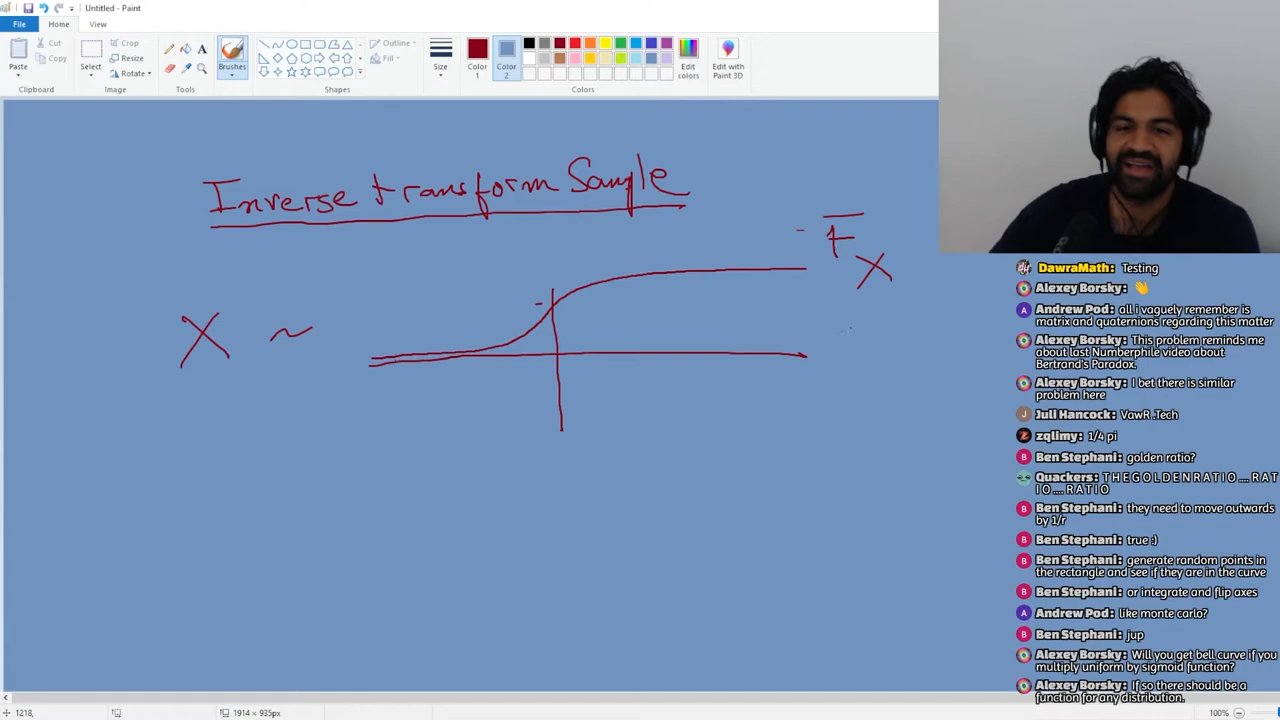 Untitled - Paint
File
Home
View
Paste
Cut
Copy
Clipboard
Select
Crop
Resize
Rotate
Image
Tools
Brushes
Shapes
Outline
Fill
Size
Color 1
Color 2
Edit colors
Colors
Edit with Paint 3D
Inverse transform Sample
F
X
X ~
DawraMath: Testing
Alexey Borsky: 👋
Andrew Pod: all i vaguely remember is
matrix and quaternions regarding this matter
Alexey Borsky: This problem reminds me
about last Numberphile video about
Bertrand's Paradox.
Alexey Borsky: I bet there is similar
problem here
Juli Hancock: VawR .Tech
zqlimy: 1/4 pi
Ben Stephani: golden ratio?
Quackers: T H E G O L D E N R A T I O .... R A T
I O .... R A T I O
Ben Stephani: they need to move outwards
by 1/r
Ben Stephani: true :)
Ben Stephani: generate random points in
the rectangle and see if they are in the curve
Ben Stephani: or integrate and flip axes
Andrew Pod: like monte carlo?
Ben Stephani: jup
Alexey Borsky: Will you get bell curve if you
multiply uniform by sigmoid function?
Alexey Borsky: If so there should be a
function for any distribution.
1218,
1914 × 935px
100%